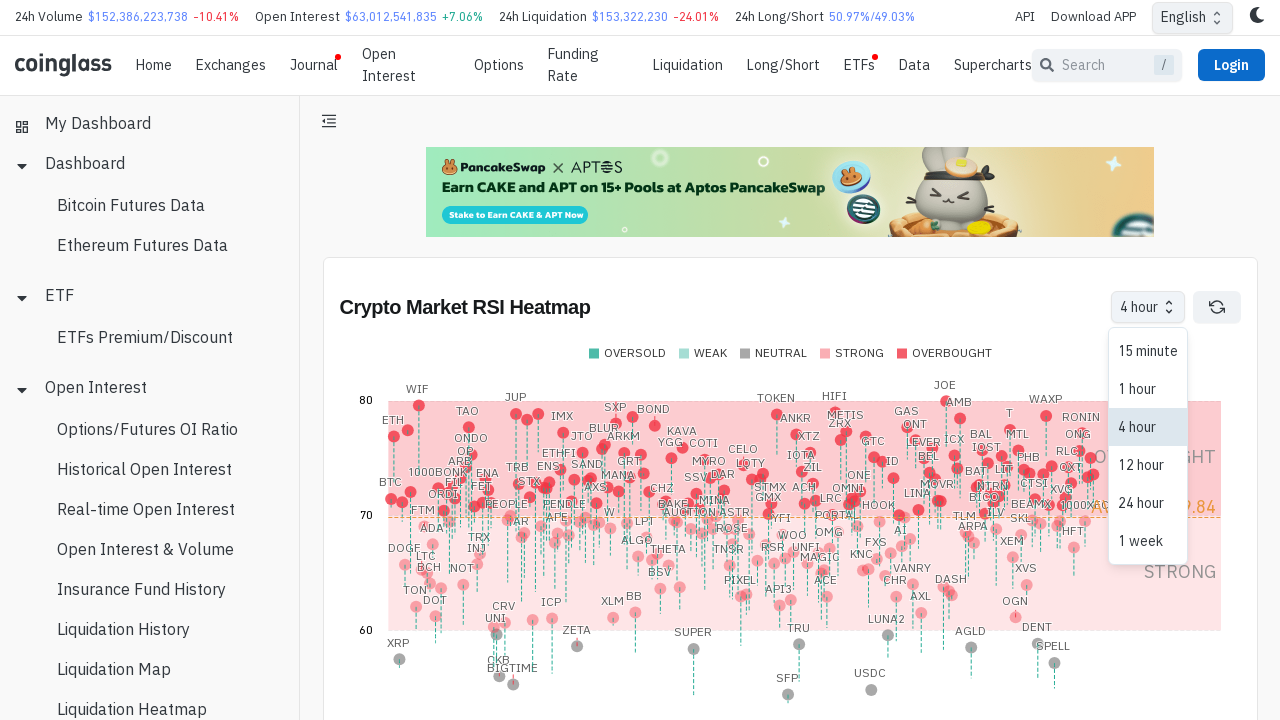 24h Volume $152,386,223,738 -10.41% Open Interest $63,012,541,835 +7.06% 24h Liquidation $153,322,230 -24.01% 24h Long/Short 50.97%/49.03% API Download APP English
coinglass Home Exchanges Journal Open Interest Options Funding Rate Liquidation Long/Short ETFs Data Supercharts Search / Login
My Dashboard
Dashboard
Bitcoin Futures Data
Ethereum Futures Data
ETF
ETFs Premium/Discount
Open Interest
Options/Futures OI Ratio
Historical Open Interest
Real-time Open Interest
Open Interest & Volume
Insurance Fund History
Liquidation History
Liquidation Map
Liquidation Heatmap
PancakeSwap X APTOS
Earn CAKE and APT on 15+ Pools at Aptos PancakeSwap
Stake to Earn CAKE & APT Now
Crypto Market RSI Heatmap
4 hour
15 minute
1 hour
4 hour
12 hour
24 hour
1 week
OVERSOLD WEAK NEUTRAL STRONG OVERBOUGHT
80
70
60
WIF
JOE
JUP
TOKEN
HIFI
AMB
WAXP
ETH
TAO
IMX
SXP
BOND
ANKR
METIS
ZRX
GAS
ONT
T
RONIN
ONDO
BLUR
ARKM
KAVA
YGG
COTI
JTO
XTZ
GTC
LEVER
ICX
BAL
MTL
ONG
OP
ARB
ETHFI
CELO
IOTA
BEL
IOST
PHB
RLC
1000BONK
ENA
TRB
ENS
SAND
GRT
MYRO
LOTY
ZIL
ID
BAT
LIT
OXT
BTC
FIL
FET
STX
AXS
MANA
CHZ
SSV
DAR
STMX
ACH
OMNI
ONE
MOVR
NTRN
CTSI
XVG
ORDI
PEOPLE
PENDLE
BAKE
MINA
GMX
LRC
HOOK
LINA
BICO
BEAMX
1000X
FTM
ADA
AR
APE
W
LPT
AUCTION
ASTR
YFI
PORTAL
AI
TLM
ILV
SKL
TRX
INJ
ALGO
ROSE
WOO
OMG
ARPA
HFT
DOGE
LTC
BCH
NOT
THETA
BSV
TNSR
RSR
UNFI
MAGIC
KNC
FXS
VANRY
XEM
XVS
TON
DOT
CRV
UNI
ICP
XLM
BB
PIXEL
API3
ACE
CHR
AXL
DASH
OGN
XRP
ZETA
SUPER
TRU
LUNA2
AGLD
DENT
CKB
BIGTIME
SFP
USDC
SPELL
STRONG